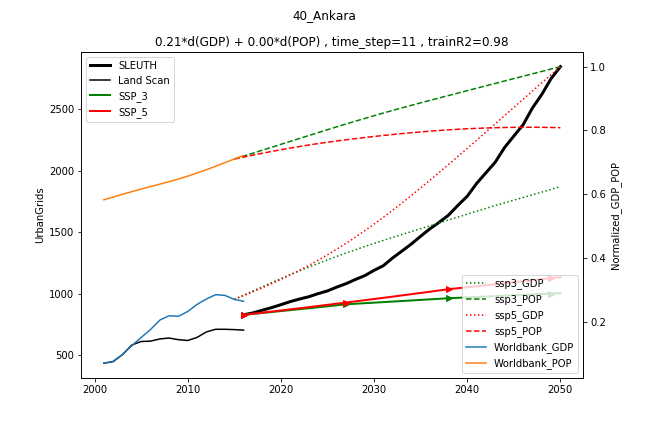 40_Ankara
0.21*d(GDP) + 0.00*d(POP) , time_step=11 , trainR2=0.98
SLEUTH
Land Scan
SSP_3
SSP_5
UrbanGrids
2500
2000
1500
1000
500
1.0
0.8
0.6
0.4
0.2
Normalized_GDP_POP
ssp3_GDP
ssp3_POP
ssp5_GDP
ssp5_POP
Worldbank_GDP
Worldbank_POP
2000 2010 2020 2030 2040 2050